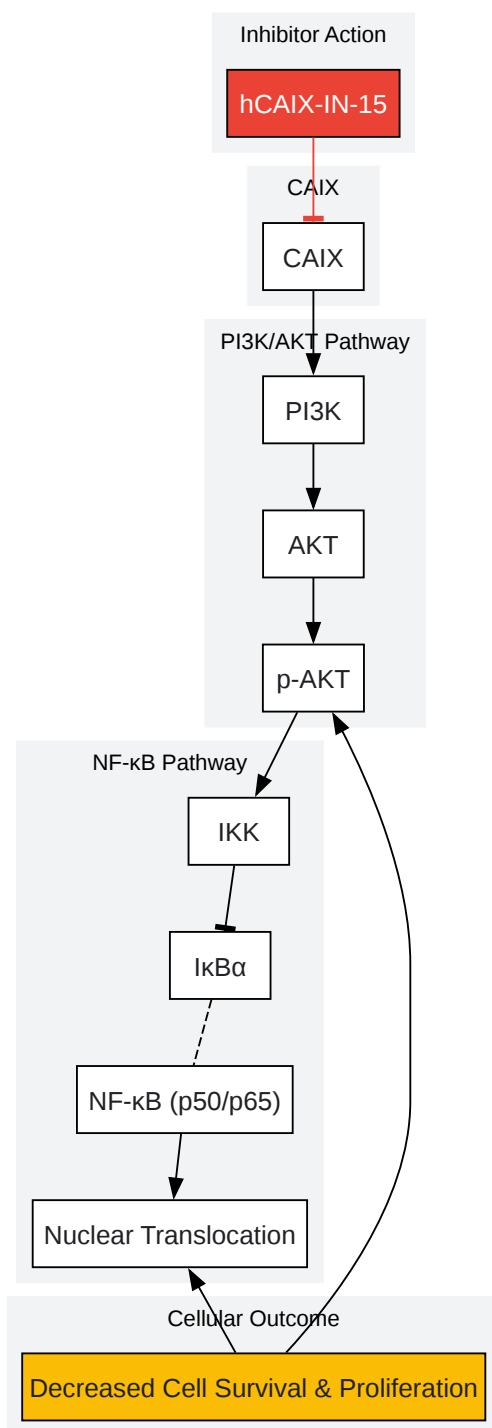 Inhibitor Action
hCAIX-IN-15
CAIX
CAIX
PI3K/AKT Pathway
PI3K
AKT
p-AKT
NF-κB Pathway
IKK
IκBα
NF-κB (p50/p65)
Nuclear Translocation
Cellular Outcome
Decreased Cell Survival & Proliferation